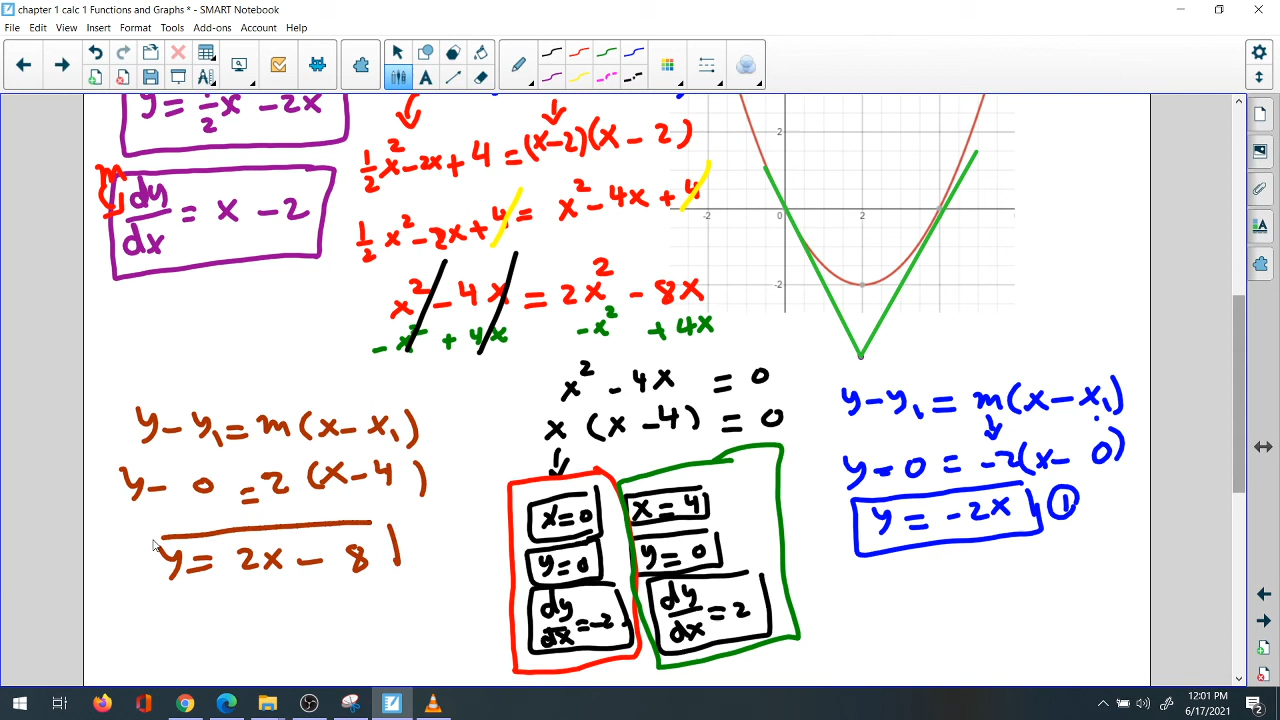 chapter 1 calc 1 Functions and Graphs * - SMART Notebook
File Edit View Insert Format Tools Add-ons Account Help
y = 1/2 x - 2x
m
dy/dx = x - 2
1/2 x² - 2x + 4 = (x-2)(x - 2)
1/2 x² - 2x + 4 = x² - 4x + 4
x² - 4x = 2x² - 8x
- x² + 4x - x² + 4x
x² - 4x = 0
x (x - 4) = 0
2
-2 0 2
-2
y - y₁ = m(x - x₁)
y - 0 = 2 (x - 4)
y = 2x - 8
x = 0
y = 0
dy/dx = -2
x = 4
y = 0
dy/dx = 2
y - y₁ = m(x - x₁)
y - 0 = -2(x - 0)
y = -2x ①
12:01 PM
6/17/2021
2